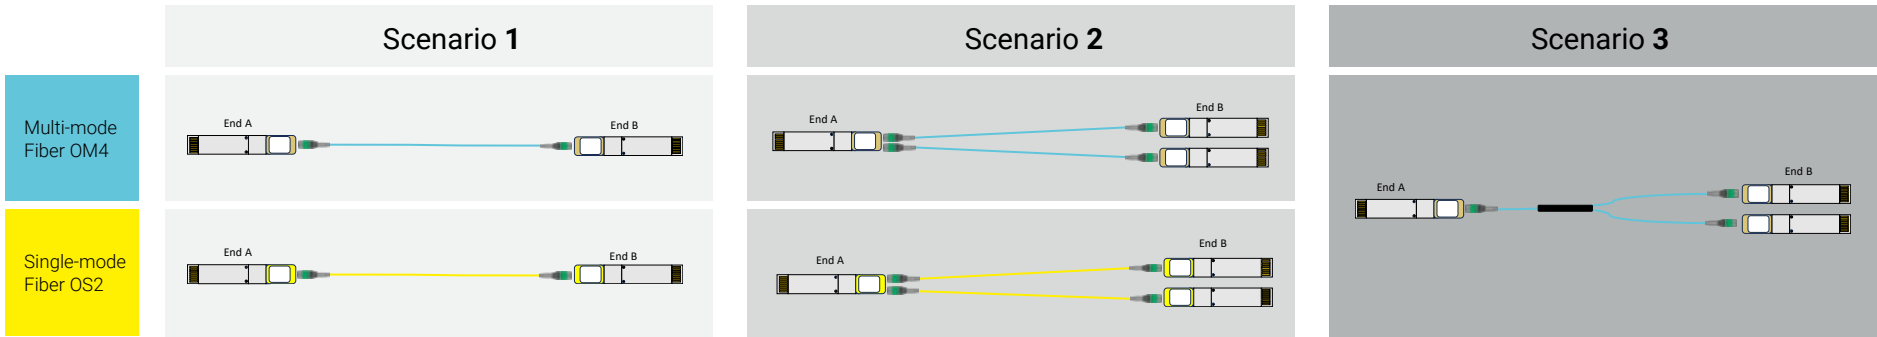 Scenario 1
Scenario 2
Scenario 3
Multi-mode
Fiber OM4
End A
End B
End A
End B
End A
End B
Single-mode
Fiber OS2
End A
End B
End A
End B